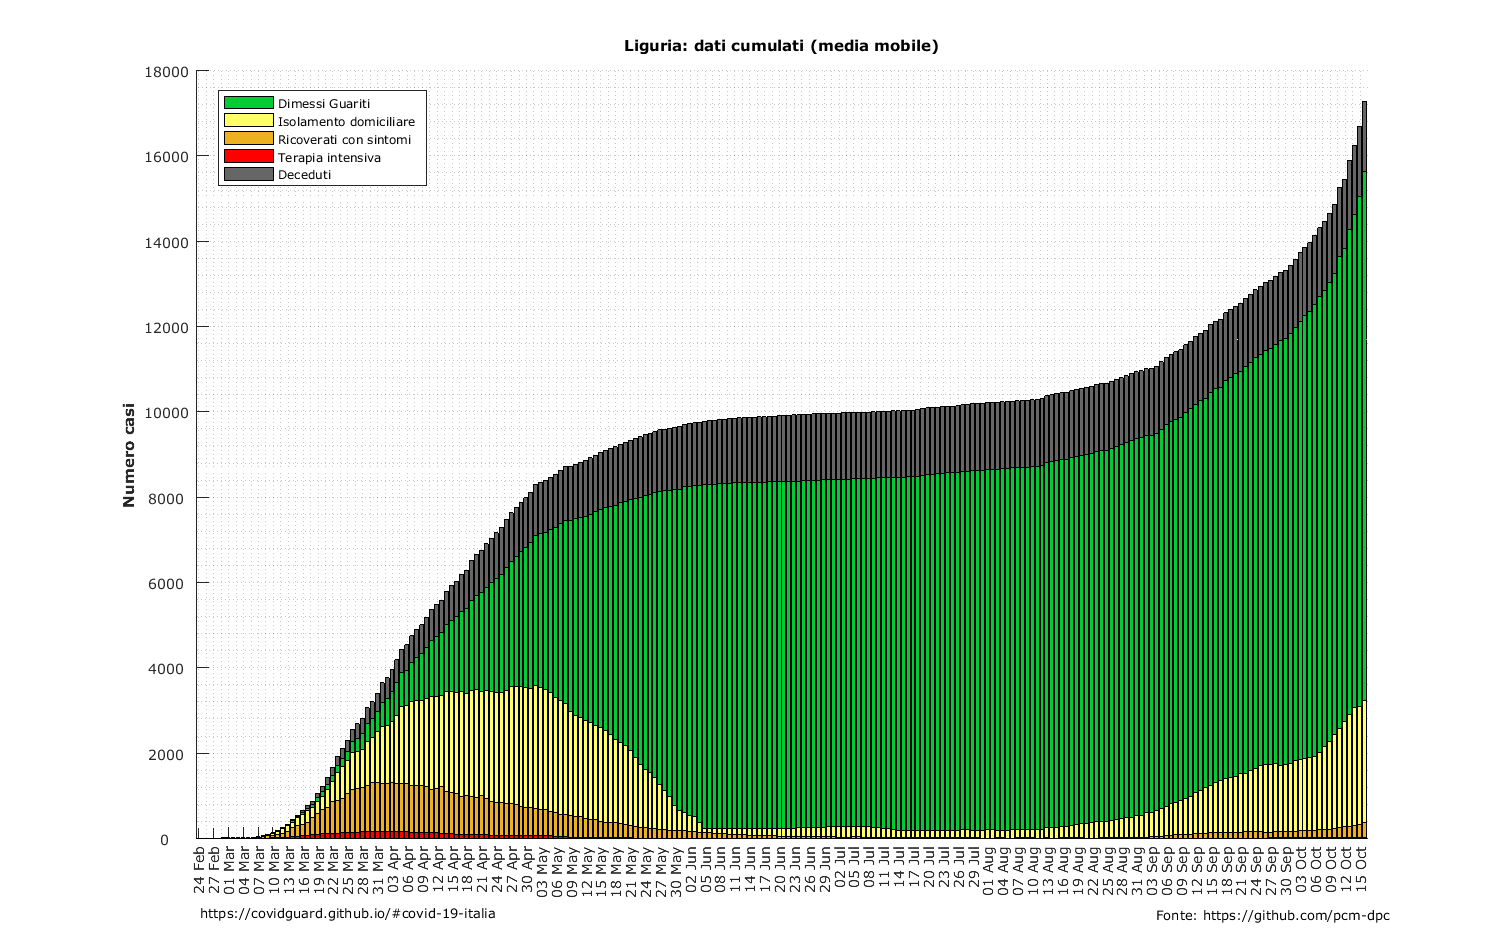 Liguria: dati cumulati (media mobile)
18000
16000
14000
12000
10000
8000
6000
4000
2000
0
Numero casi
Dimessi Guariti
Isolamento domiciliare
Ricoverati con sintomi
Terapia intensiva
Deceduti
24 Feb
27 Feb
01 Mar
04 Mar
07 Mar
10 Mar
13 Mar
16 Mar
19 Mar
22 Mar
25 Mar
28 Mar
31 Mar
03 Apr
06 Apr
09 Apr
12 Apr
15 Apr
18 Apr
21 Apr
24 Apr
27 Apr
30 Apr
03 May
06 May
09 May
12 May
15 May
18 May
21 May
24 May
27 May
30 May
02 Jun
05 Jun
08 Jun
11 Jun
14 Jun
17 Jun
20 Jun
23 Jun
26 Jun
29 Jun
02 Jul
05 Jul
08 Jul
11 Jul
14 Jul
17 Jul
20 Jul
23 Jul
26 Jul
29 Jul
01 Aug
04 Aug
07 Aug
10 Aug
13 Aug
16 Aug
19 Aug
22 Aug
25 Aug
28 Aug
31 Aug
03 Sep
06 Sep
09 Sep
12 Sep
15 Sep
18 Sep
21 Sep
24 Sep
27 Sep
30 Sep
03 Oct
06 Oct
09 Oct
12 Oct
15 Oct
https://covidguard.github.io/#covid-19-italia
Fonte: https://github.com/pcm-dpc